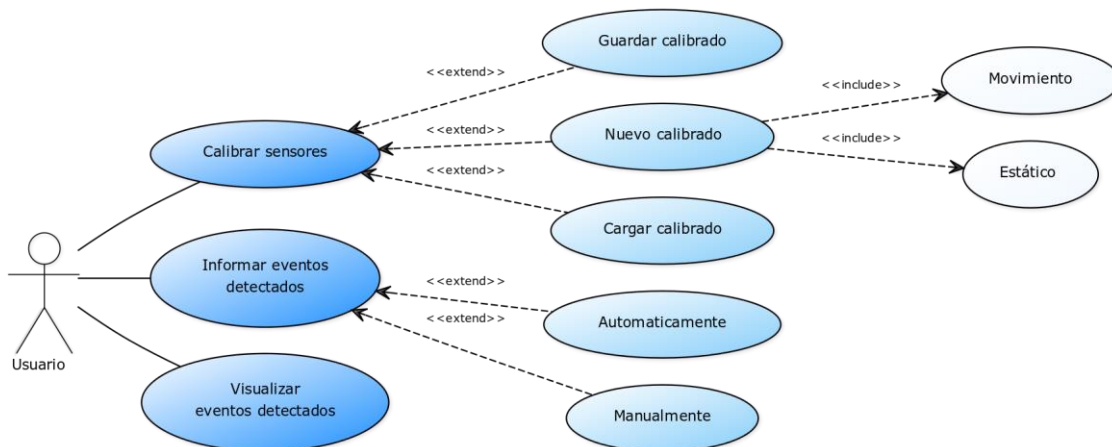 Guardar calibrado
<<extend>>
Movimiento
<<include>>
<<extend>>
Nuevo calibrado
Calibrar sensores
<<include>>
Estático
<<extend>>
Cargar calibrado
Informar eventos
detectados
<<extend>>
Automaticamente
<<extend>>
Usuario
Visualizar
eventos detectados
Manualmente